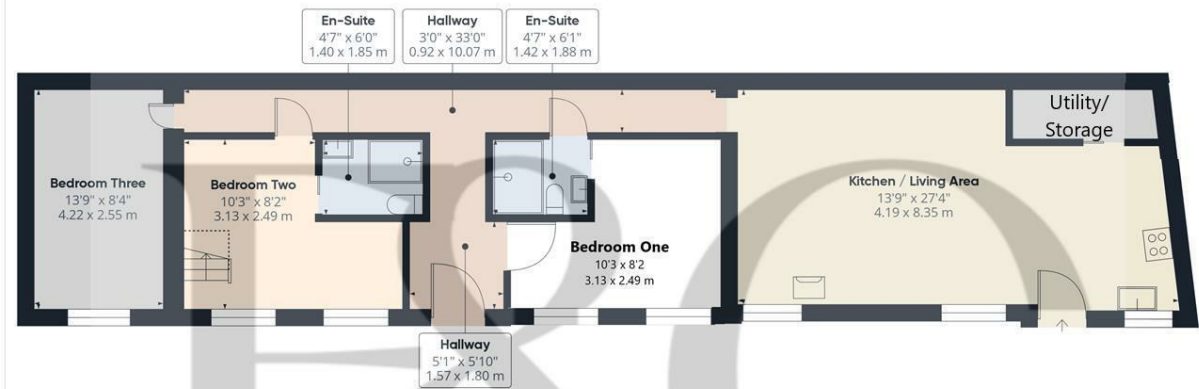 En-Suite
4'7" x 6'0"
1.40 x 1.85 m
Hallway
3'0" x 33'0"
0.92 x 10.07 m
En-Suite
4'7" x 6'1"
1.42 x 1.88 m
Utility/
Storage
Bedroom Three
13'9" x 8'4"
4.22 x 2.55 m
Bedroom Two
10'3" x 8'2"
3.13 x 2.49 m
Kitchen / Living Area
13'9" x 27'4"
4.19 x 8.35 m
Bedroom One
10'3 x 8'2
3.13 x 2.49 m
Hallway
5'1" x 5'10"
1.57 x 1.80 m